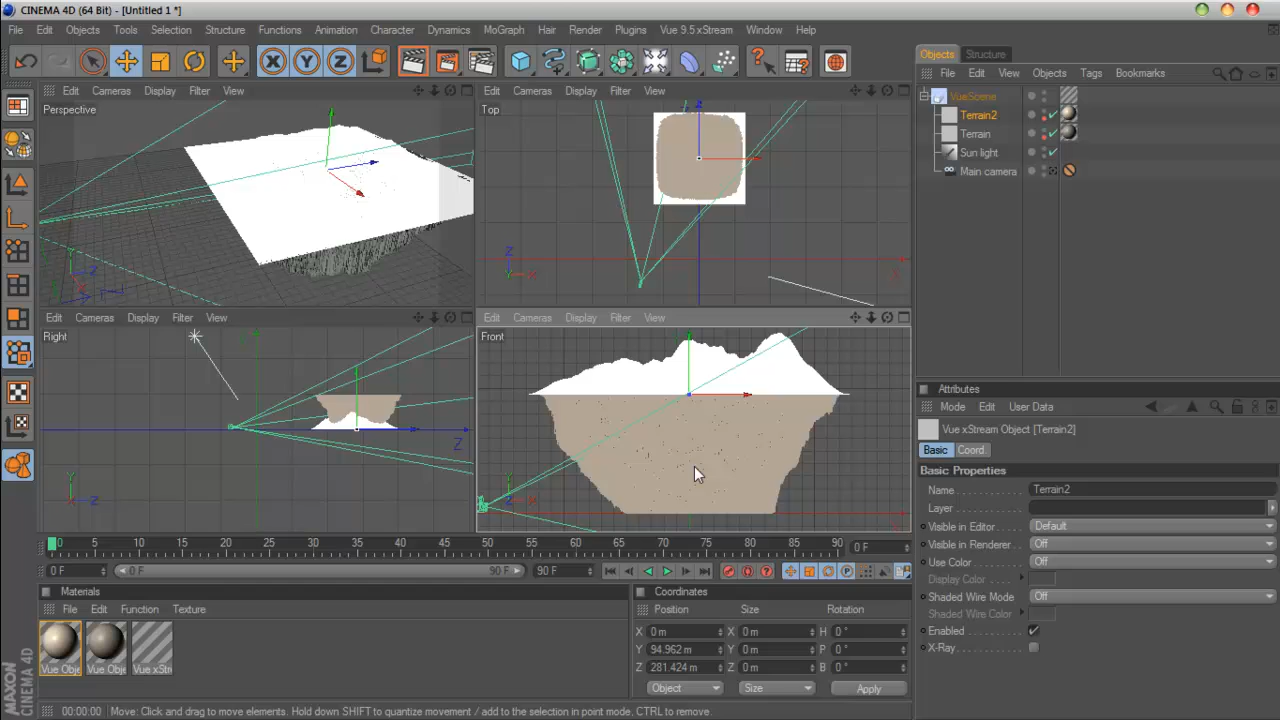 CINEMA 4D (64 Bit) - [Untitled 1 *]
File Edit Objects Tools Selection Structure Functions Animation Character Dynamics MoGraph Hair Render Plugins Vue 9.5 xStream Window Help
Edit Cameras Display Filter View
Perspective
Edit Cameras Display Filter View
Top
Edit Cameras Display Filter View
Right
Edit Cameras Display Filter View
Front
Objects Structure
File Edit View Objects Tags Bookmarks
VueScene
Terrain2
Terrain
Sun light
Main camera
Attributes
Mode Edit User Data
Vue xStream Object [Terrain2]
Basic Coord
Basic Properties
Name Terrain2
Layer
Visible in Editor Default
Visible in Renderer Off
Use Color Off
Display Color
Shaded Wire Mode Off
Shaded Wire Color
Enabled
X-Ray
0 5 10 15 20 25 30 35 40 45 50 55 60 65 70 75 80 85 90 0 F
0 F 0 F 90 F 90 F
Materials
File Edit Function Texture
Vue Obje Vue Obje Vue xStr
Coordinates
Position Size Rotation
X 0 m X 0 m H 0 °
Y 94.962 m Y 0 m P 0 °
Z 281.424 m Z 0 m B 0 °
Object Size Apply
MAXON CINEMA 4D
00:00:00 Move: Click and drag to move elements. Hold down SHIFT to quantize movement / add to the selection in point mode, CTRL to remove.